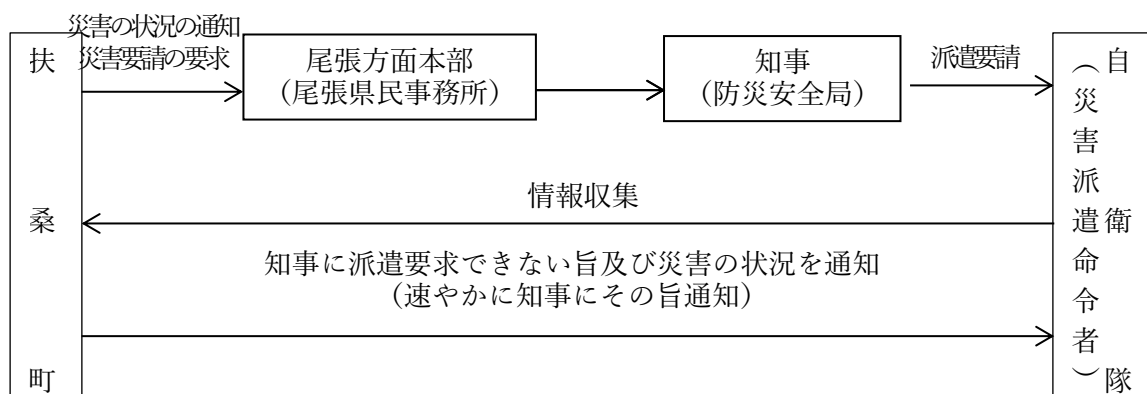 災害の状況の通知
災害要請の要求
扶桑町
尾張方面本部
(尾張県民事務所)
知事
(防災安全局)
派遣要請
自衛隊
(災害派遣命令者)
情報収集
知事に派遣要求できない旨及び災害の状況を通知
(速やかに知事にその旨通知)